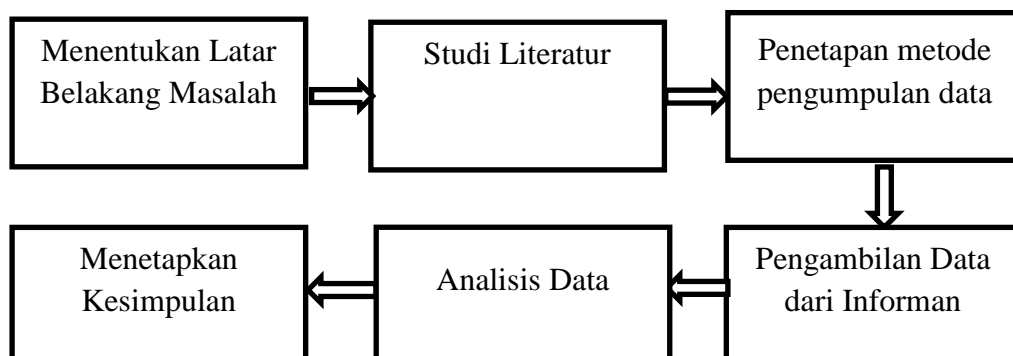 Menentukan Latar
Belakang Masalah
Studi Literatur
Penetapan metode
pengumpulan data
Pengambilan Data
dari Informan
Analisis Data
Menetapkan
Kesimpulan